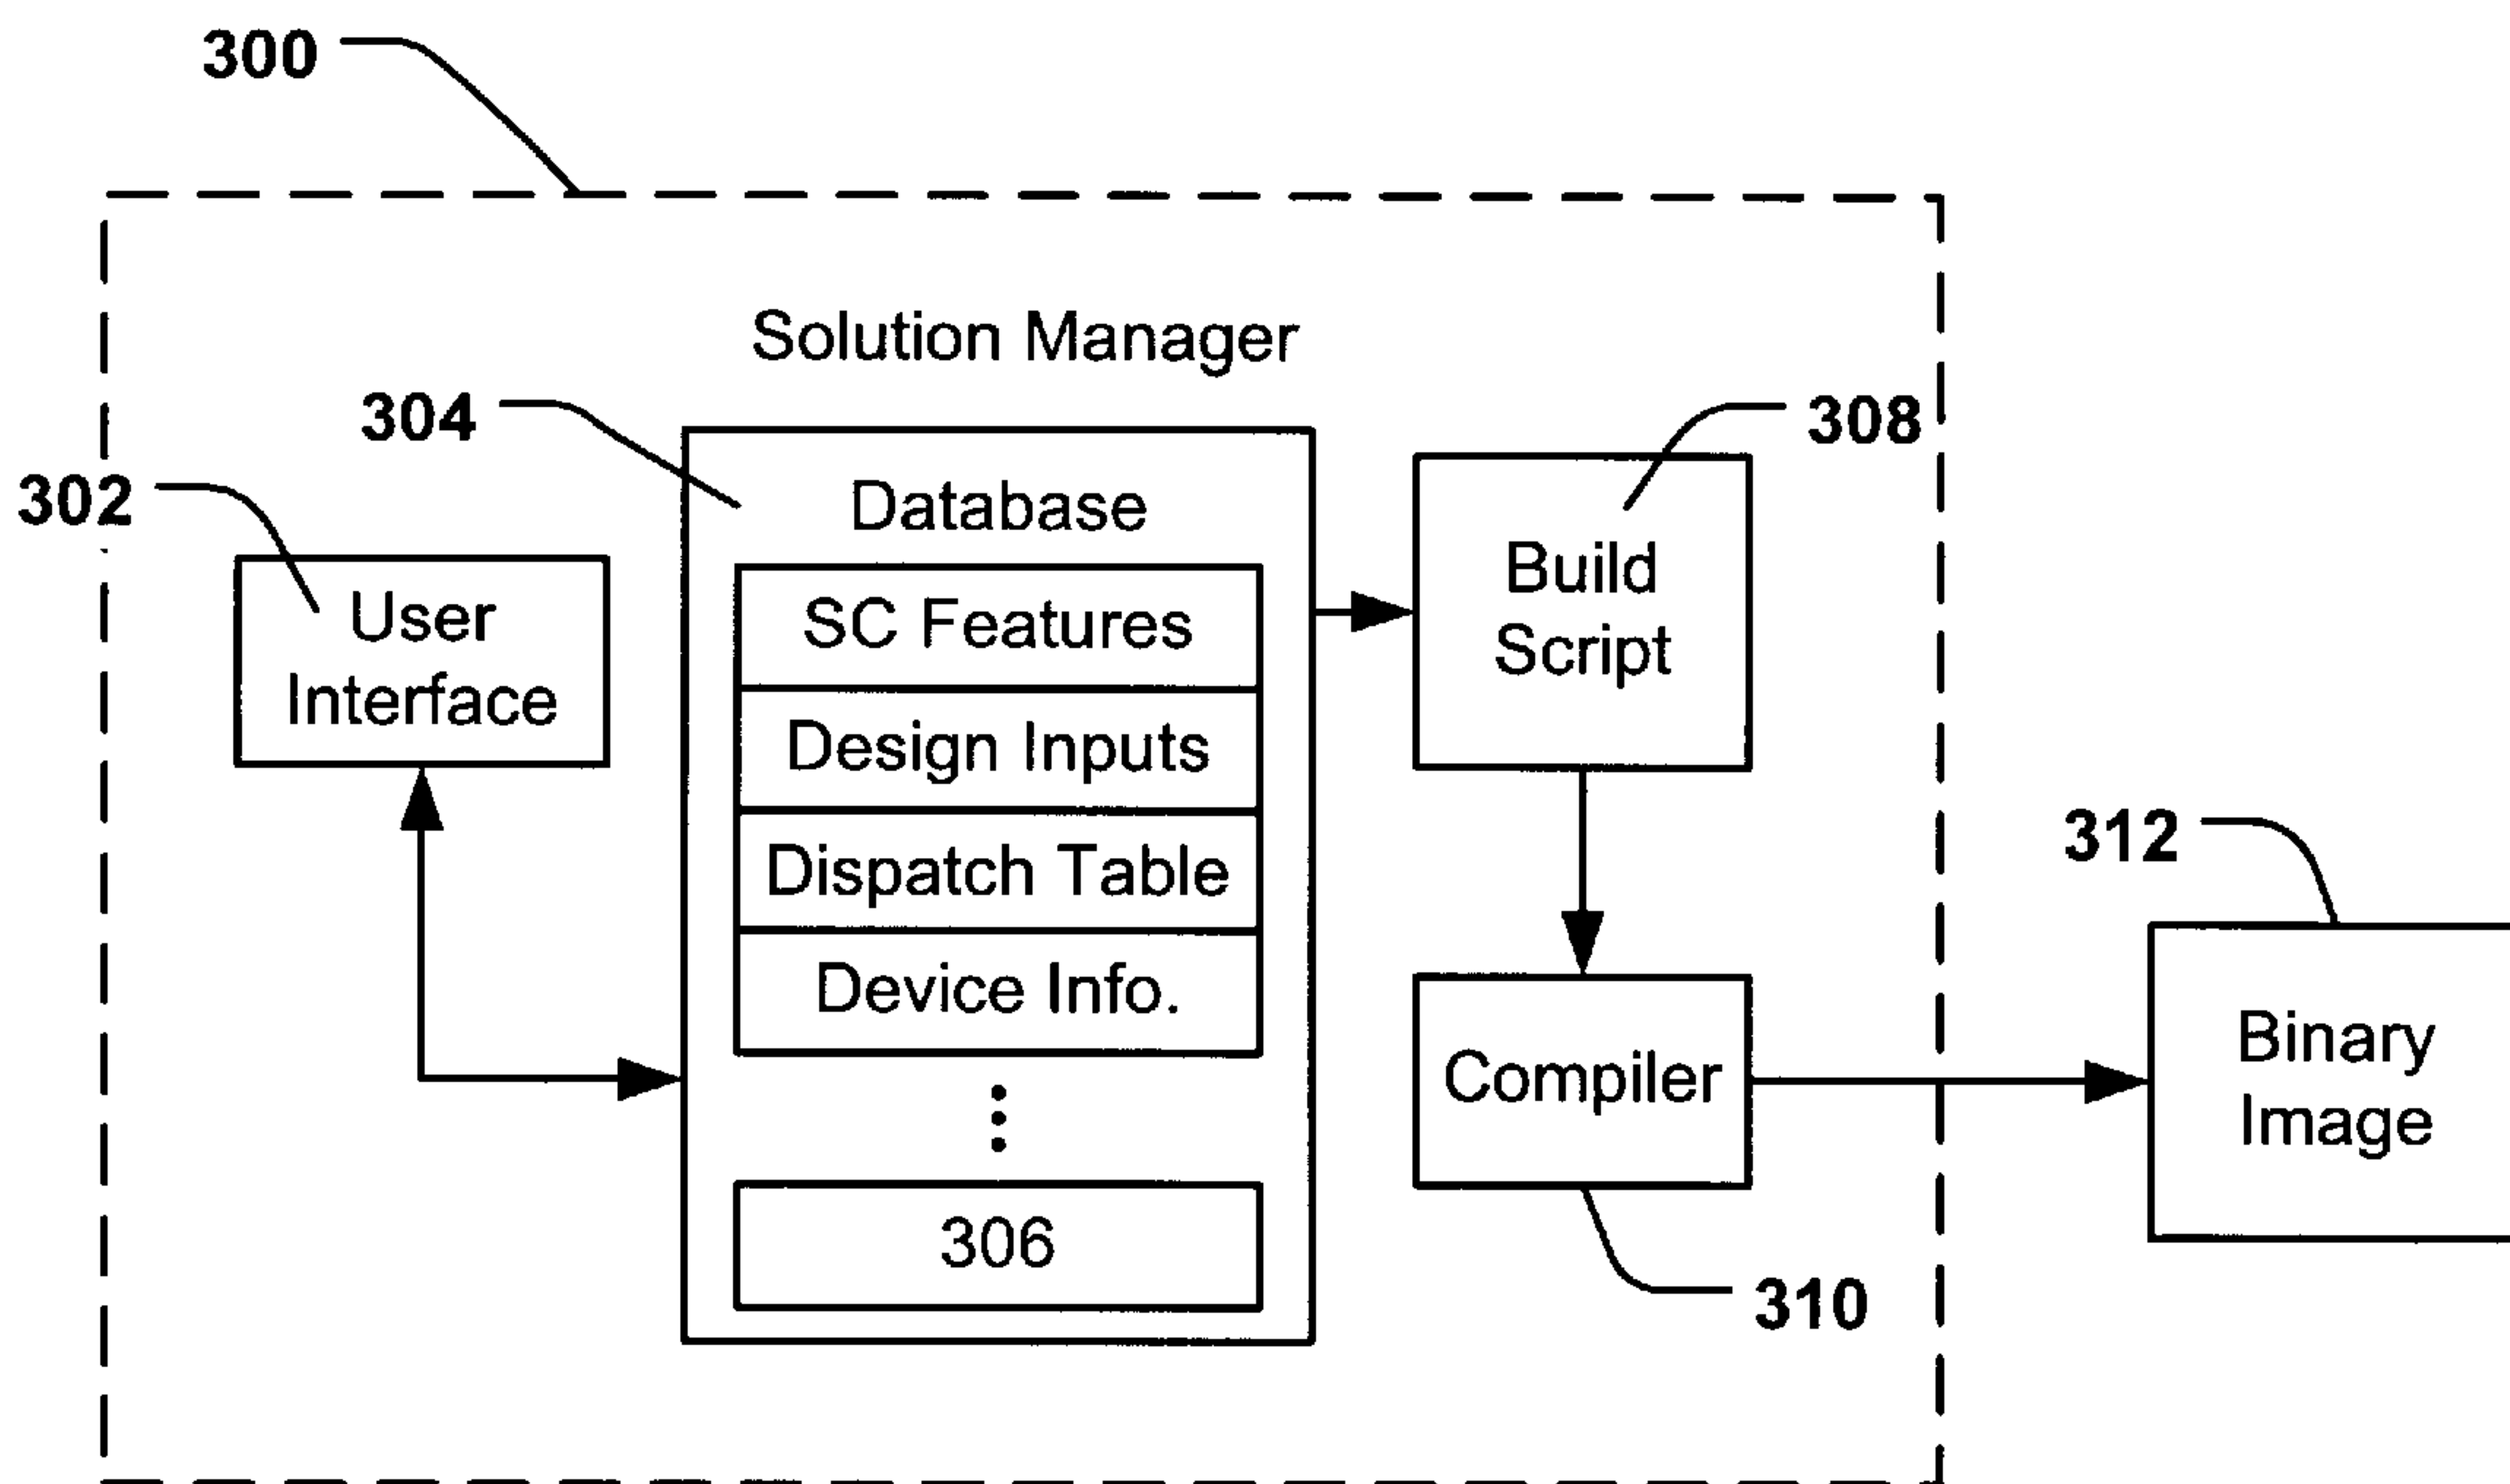 300
Solution Manager
304
308
302
Database
User
Interface
SC Features
Design Inputs
Dispatch Table
Device Info.
306
Build
Script
Compiler
310
312
Binary
Image